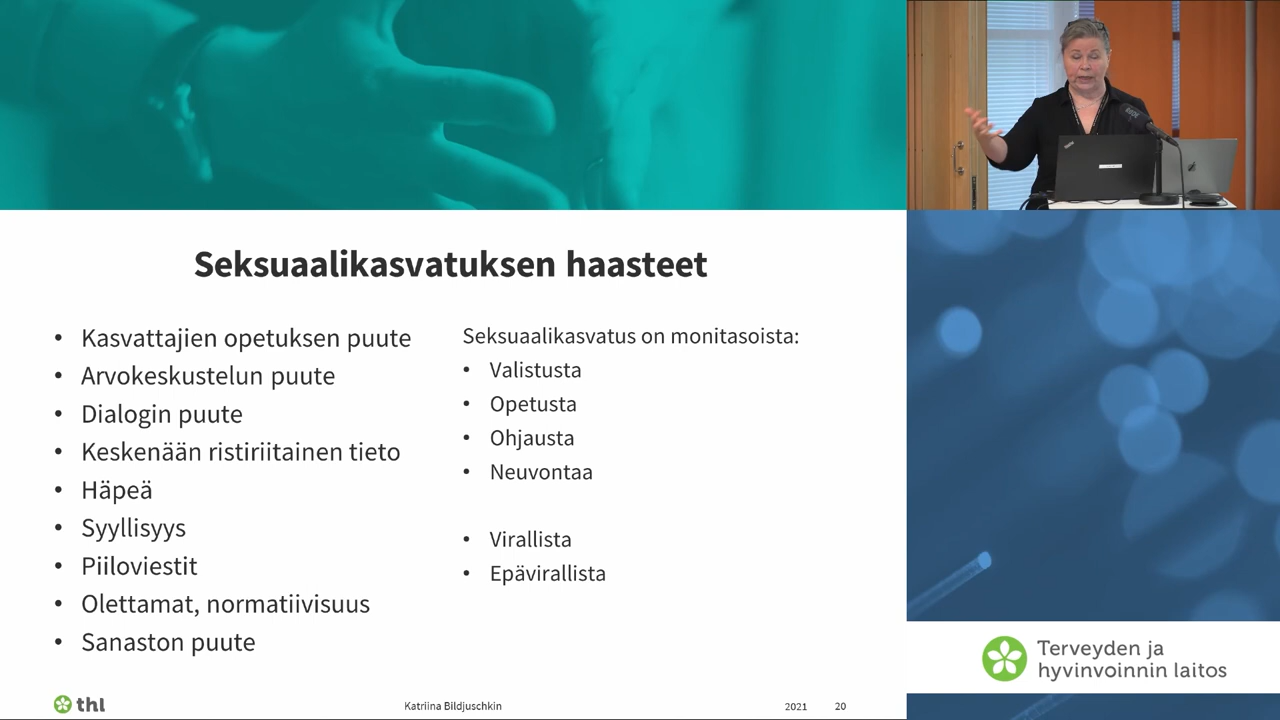 Seksuaalikasvatuksen haasteet
• Kasvattajien opetuksen puute
• Arvokeskustelun puute
• Dialogin puute
• Keskenään ristiriitainen tieto
• Häpeä
• Syyllisyys
• Piiloviestit
• Olettamat, normatiivisuus
• Sanaston puute
Seksuaalikasvatus on monitasoista:
• Valistusta
• Opetusta
• Ohjausta
• Neuvontaa
• Virallista
• Epävirallista
thl
Katriina Bildjuschkin
2021
20
Terveyden ja
hyvinvoinnin laitos